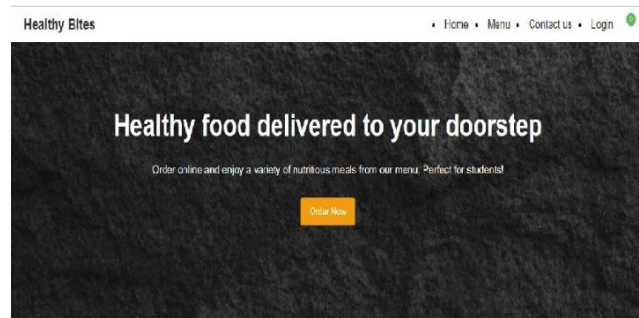 Healthy Bites
Home Menu Contact us Login
Healthy food delivered to your doorstep
Order online and enjoy a variety of nutritious meals from our menu. Perfect for students!
Order Now